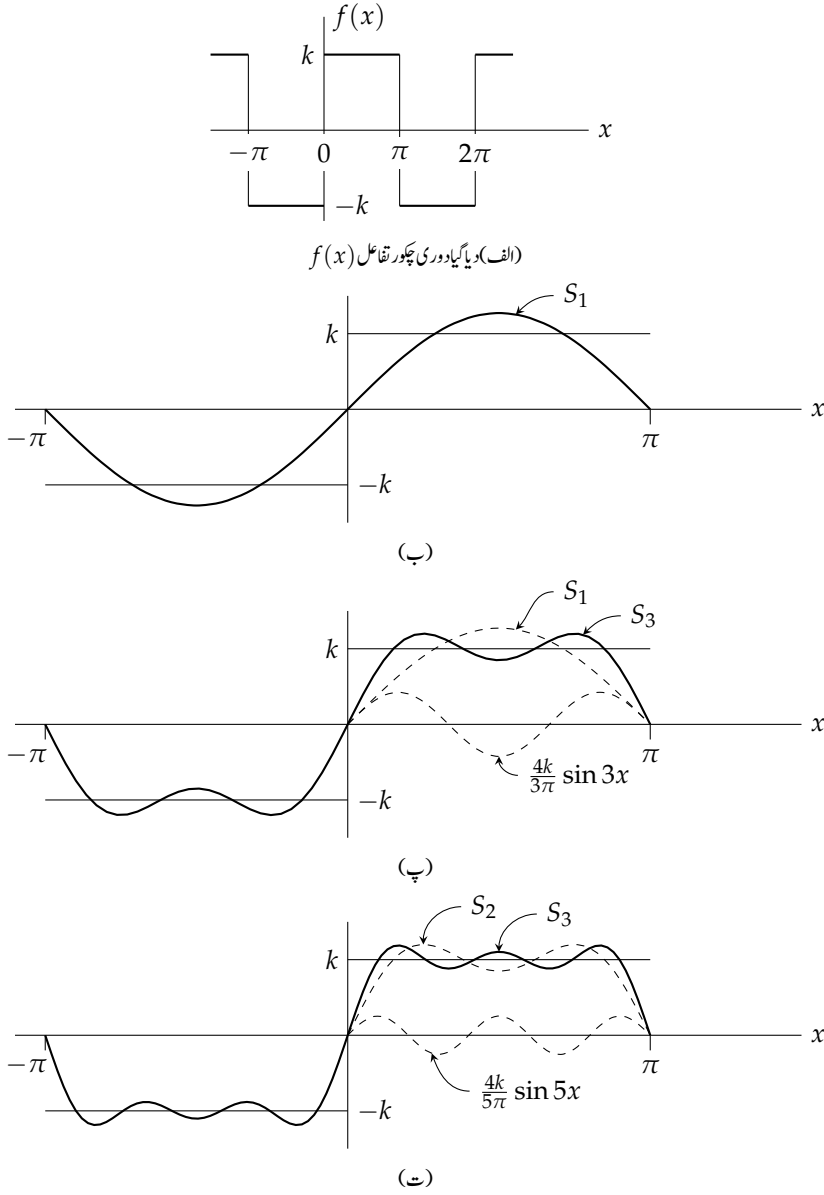 f(x)
k
x
−π 0 π 2π
−k
(الف) دیا گیا دوری چکور تفاعل f(x)
S₁
k
x
−π π
−k
(ب)
S₁
S₃
k
x
−π π
4k/3π sin 3x
−k
(پ)
S₂ S₃
k
x
−π π
4k/5π sin 5x
−k
(ت)